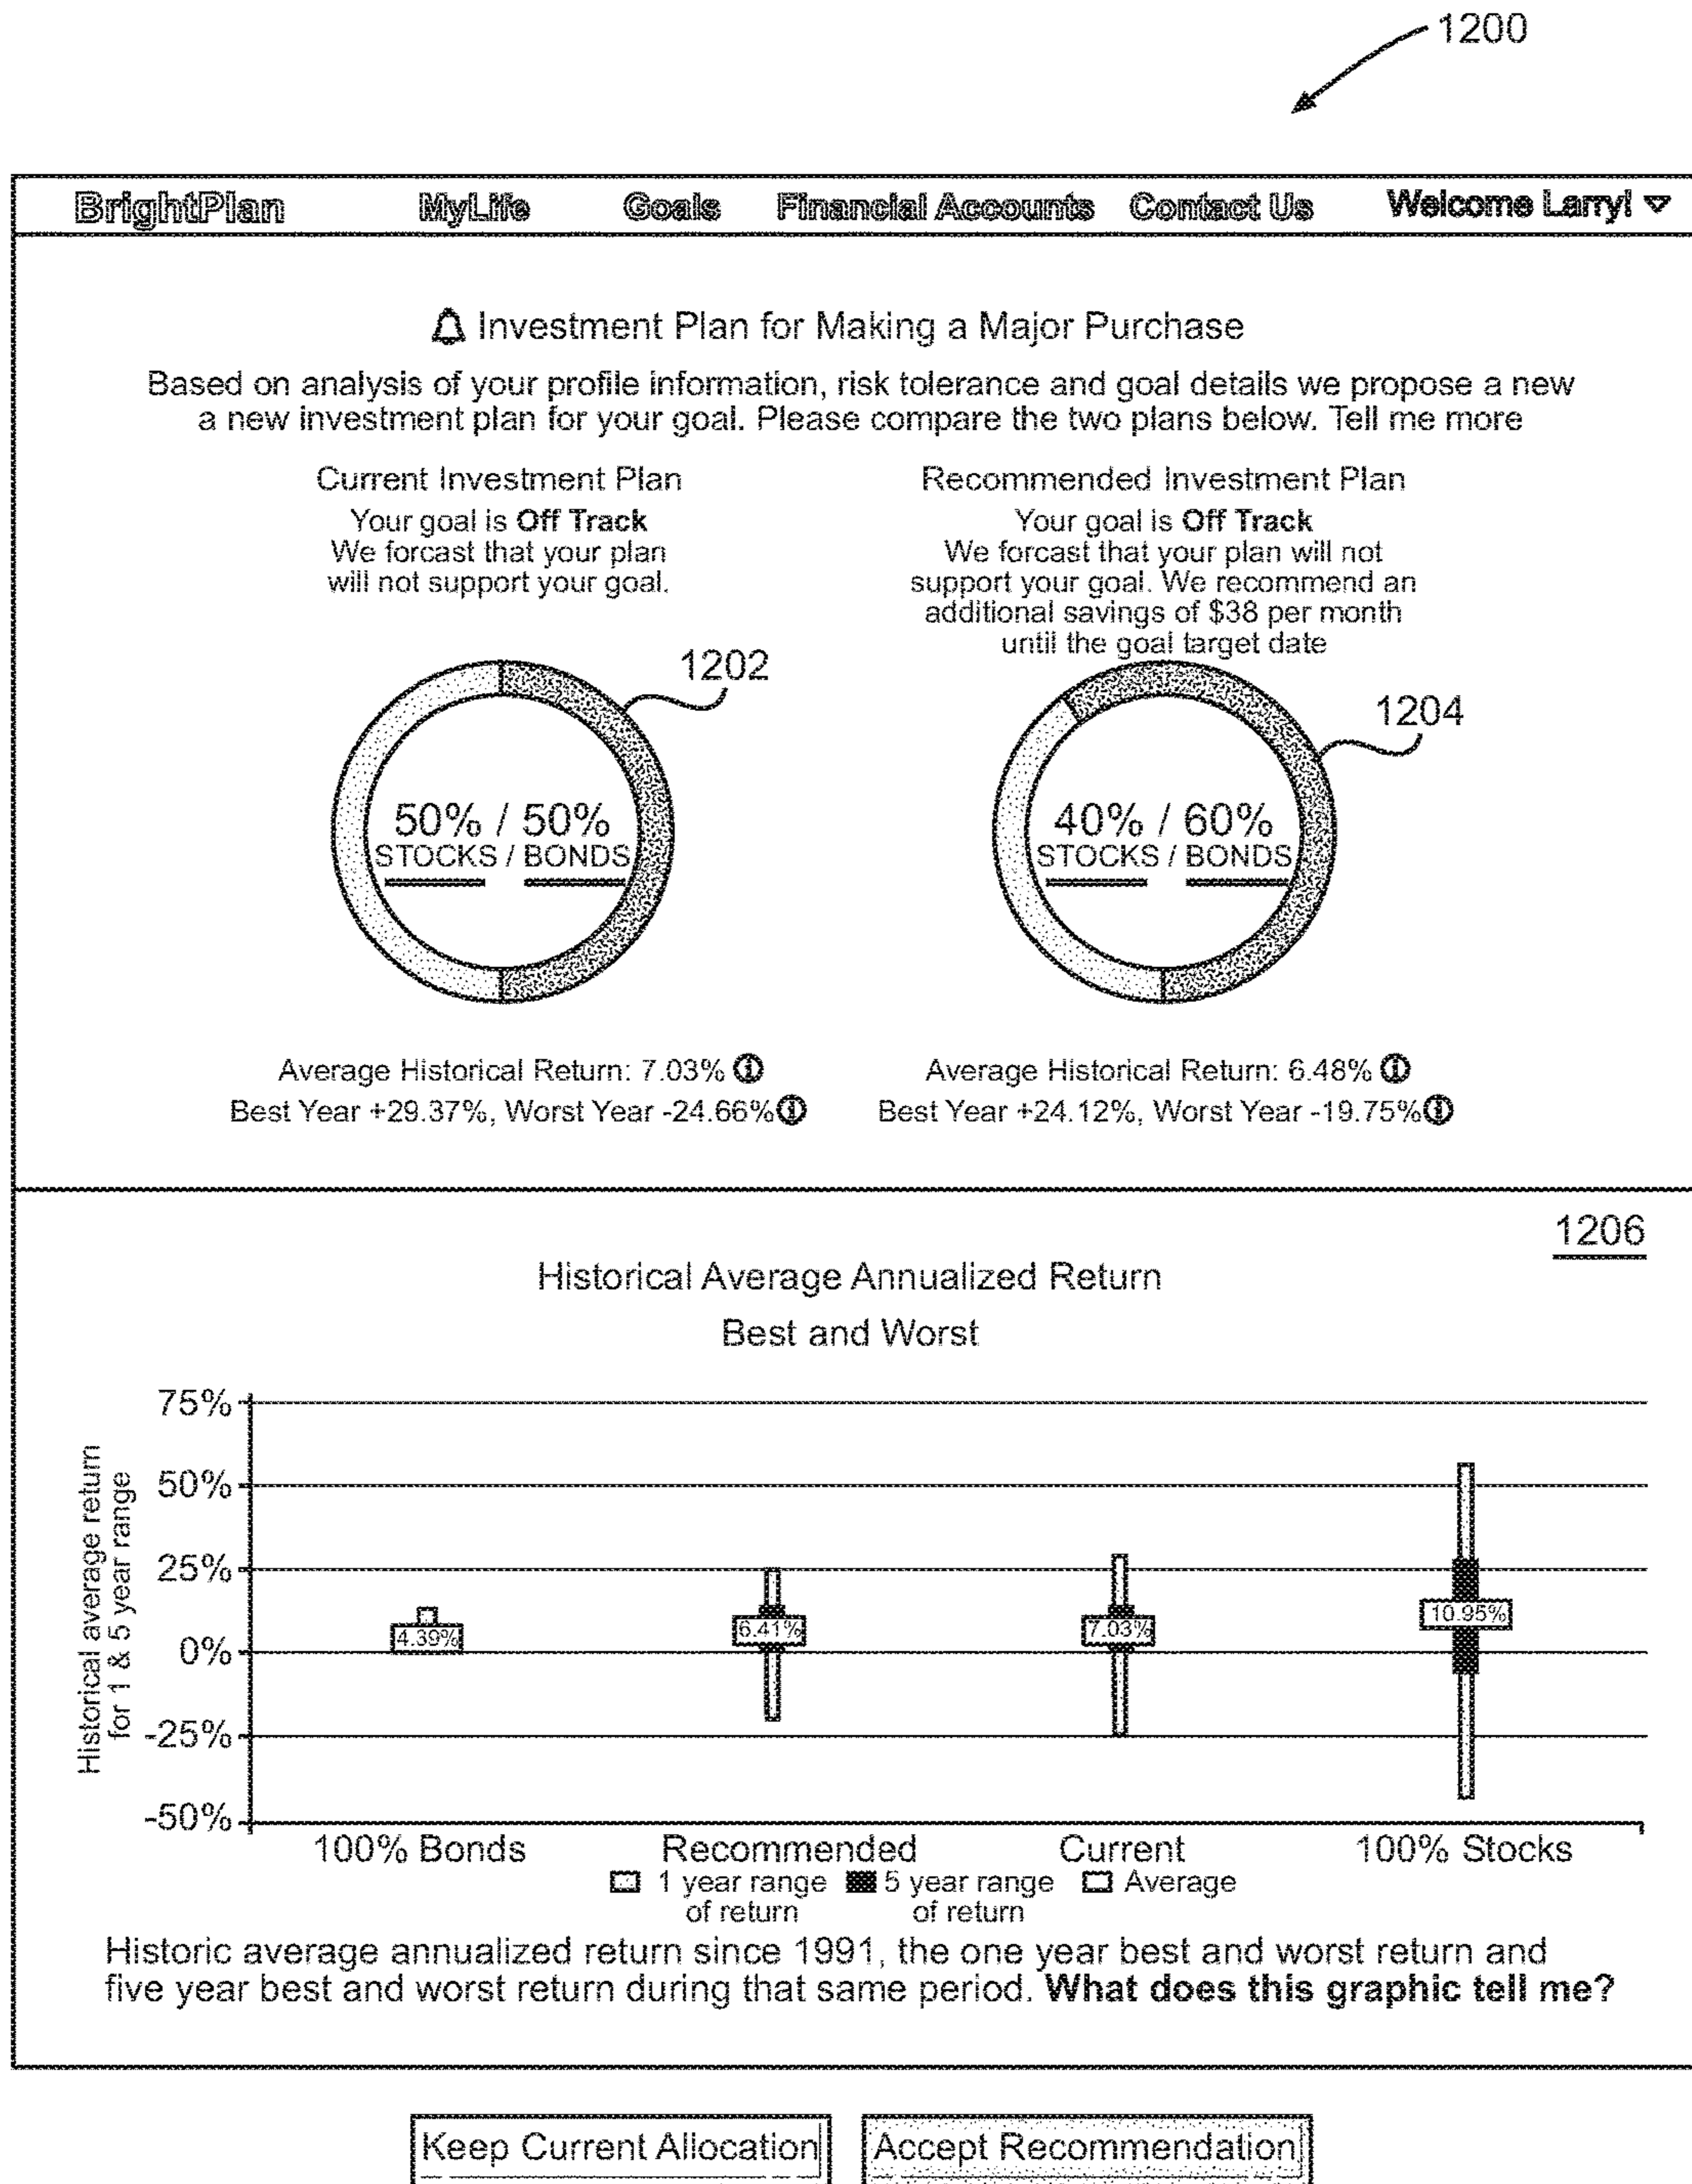 1200
BrightPlan MyLife Goals Financial Accounts Contact Us Welcome Larry!
Investment Plan for Making a Major Purchase
Based on analysis of your profile information, risk tolerance and goal details we propose a new
a new investment plan for your goal. Please compare the two plans below. Tell me more
Current Investment Plan
Your goal is Off Track
We forcast that your plan
will not support your goal.
1202
50% / 50%
STOCKS / BONDS
Average Historical Return: 7.03%
Best Year +29.37%, Worst Year -24.66%
Recommended Investment Plan
Your goal is Off Track
We forcast that your plan will not
support your goal. We recommend an
additional savings of $38 per month
until the goal target date
1204
40% / 60%
STOCKS / BONDS
Average Historical Return: 6.48%
Best Year +24.12%, Worst Year -19.75%
1206
Historical Average Annualized Return
Best and Worst
Historical average return
for 1 & 5 year range
75%
50%
25%
0%
-25%
-50%
4.39%
6.41%
7.03%
10.95%
100% Bonds Recommended Current 100% Stocks
1 year range
of return
5 year range
of return
Average
Historic average annualized return since 1991, the one year best and worst return and
five year best and worst return during that same period. What does this graphic tell me?
Keep Current Allocation Accept Recommendation